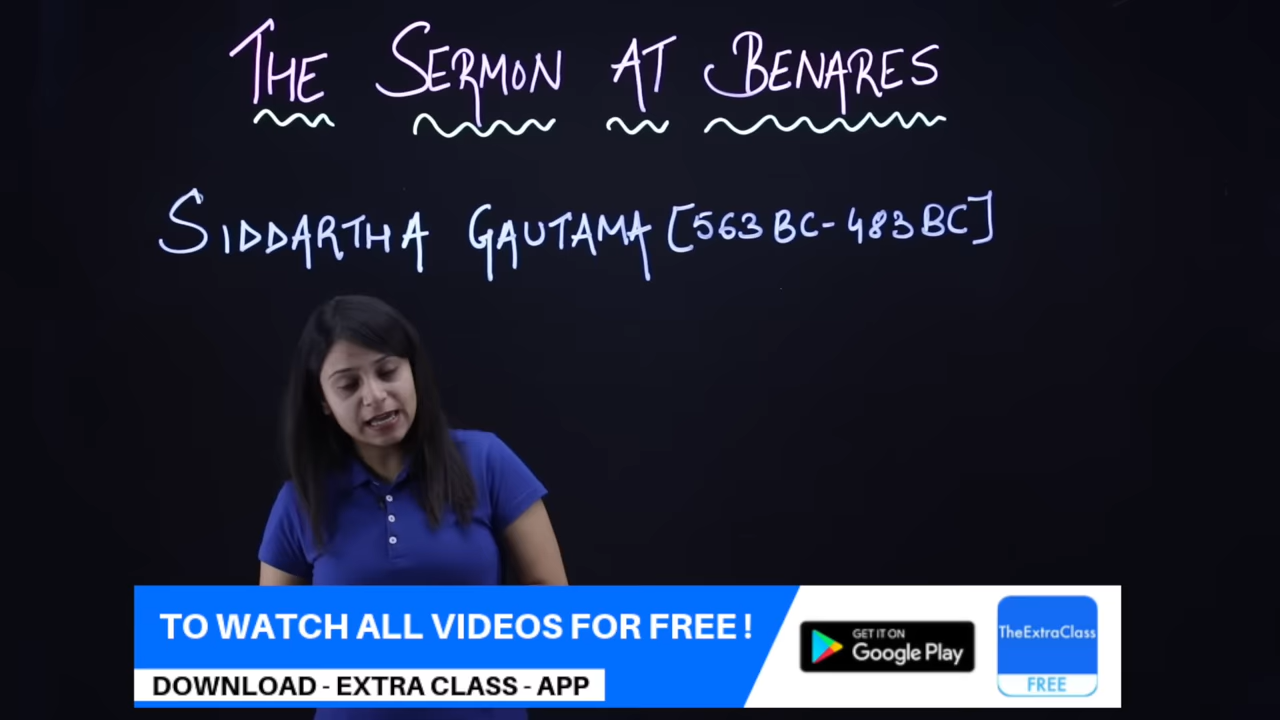 THE SERMON AT BENARES
SIDDARTHA GAUTAMA [563 BC - 483 BC]
TO WATCH ALL VIDEOS FOR FREE !
DOWNLOAD - EXTRA CLASS - APP
GET IT ON
Google Play
TheExtraClass
FREE